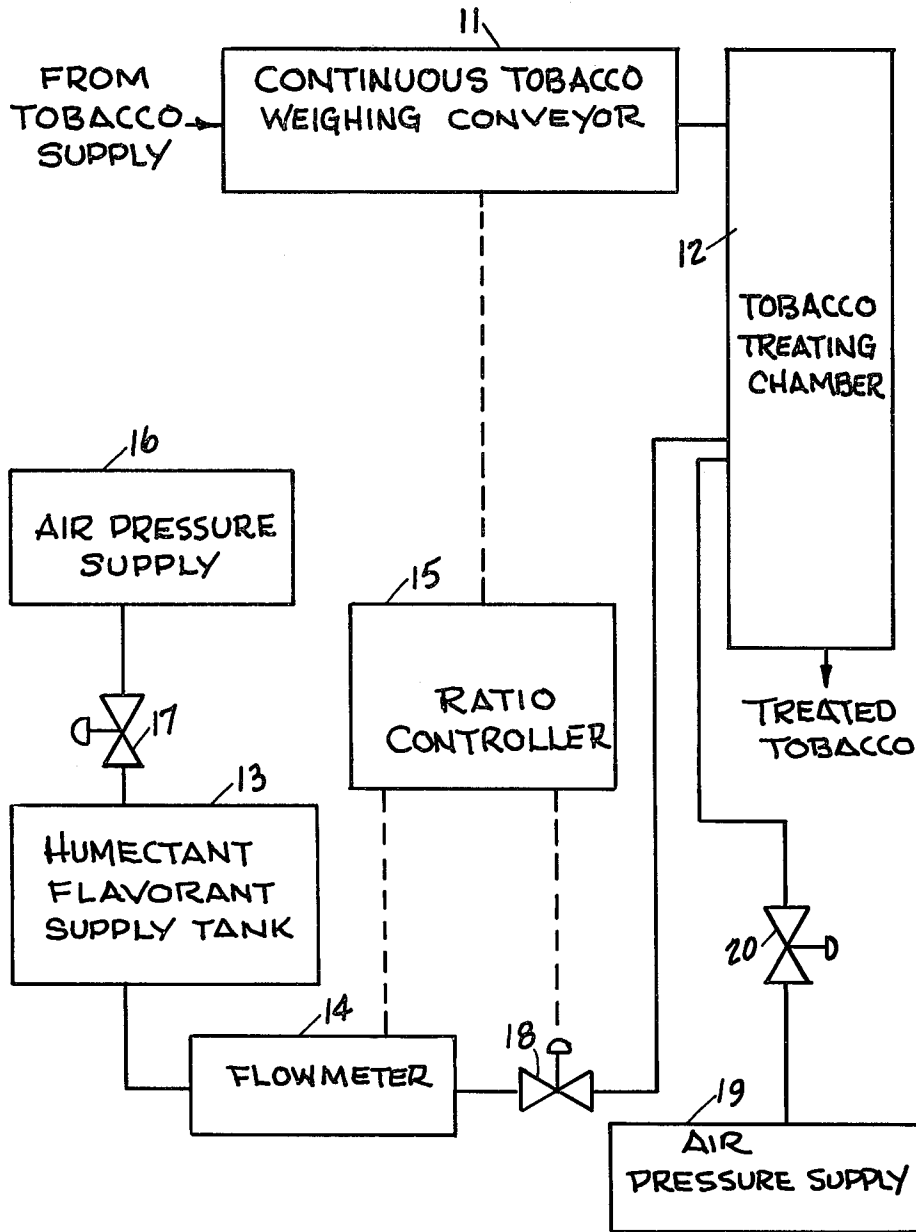 11
FROM
TOBACCO
SUPPLY
CONTINUOUS TOBACCO
WEIGHING CONVEYOR
12
TOBACCO
TREATING
CHAMBER
16
AIR PRESSURE
SUPPLY
15
RATIO
CONTROLLER
17
TREATED
TOBACCO
13
HUMECTANT
FLAVORANT
SUPPLY TANK
20
14
FLOWMETER
18
19
AIR
PRESSURE SUPPLY